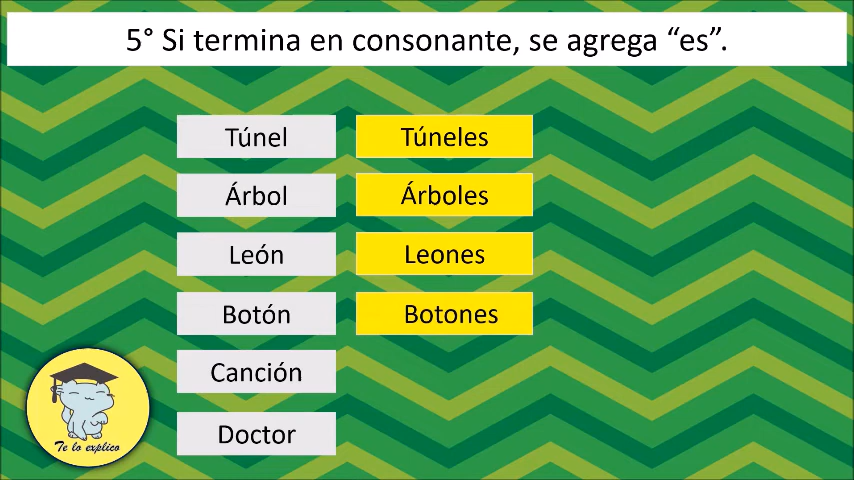 5° Si termina en consonante, se agrega “es”.
Túnel Túneles
Árbol Árboles
León Leones
Botón Botones
Canción
Doctor
Te lo explico